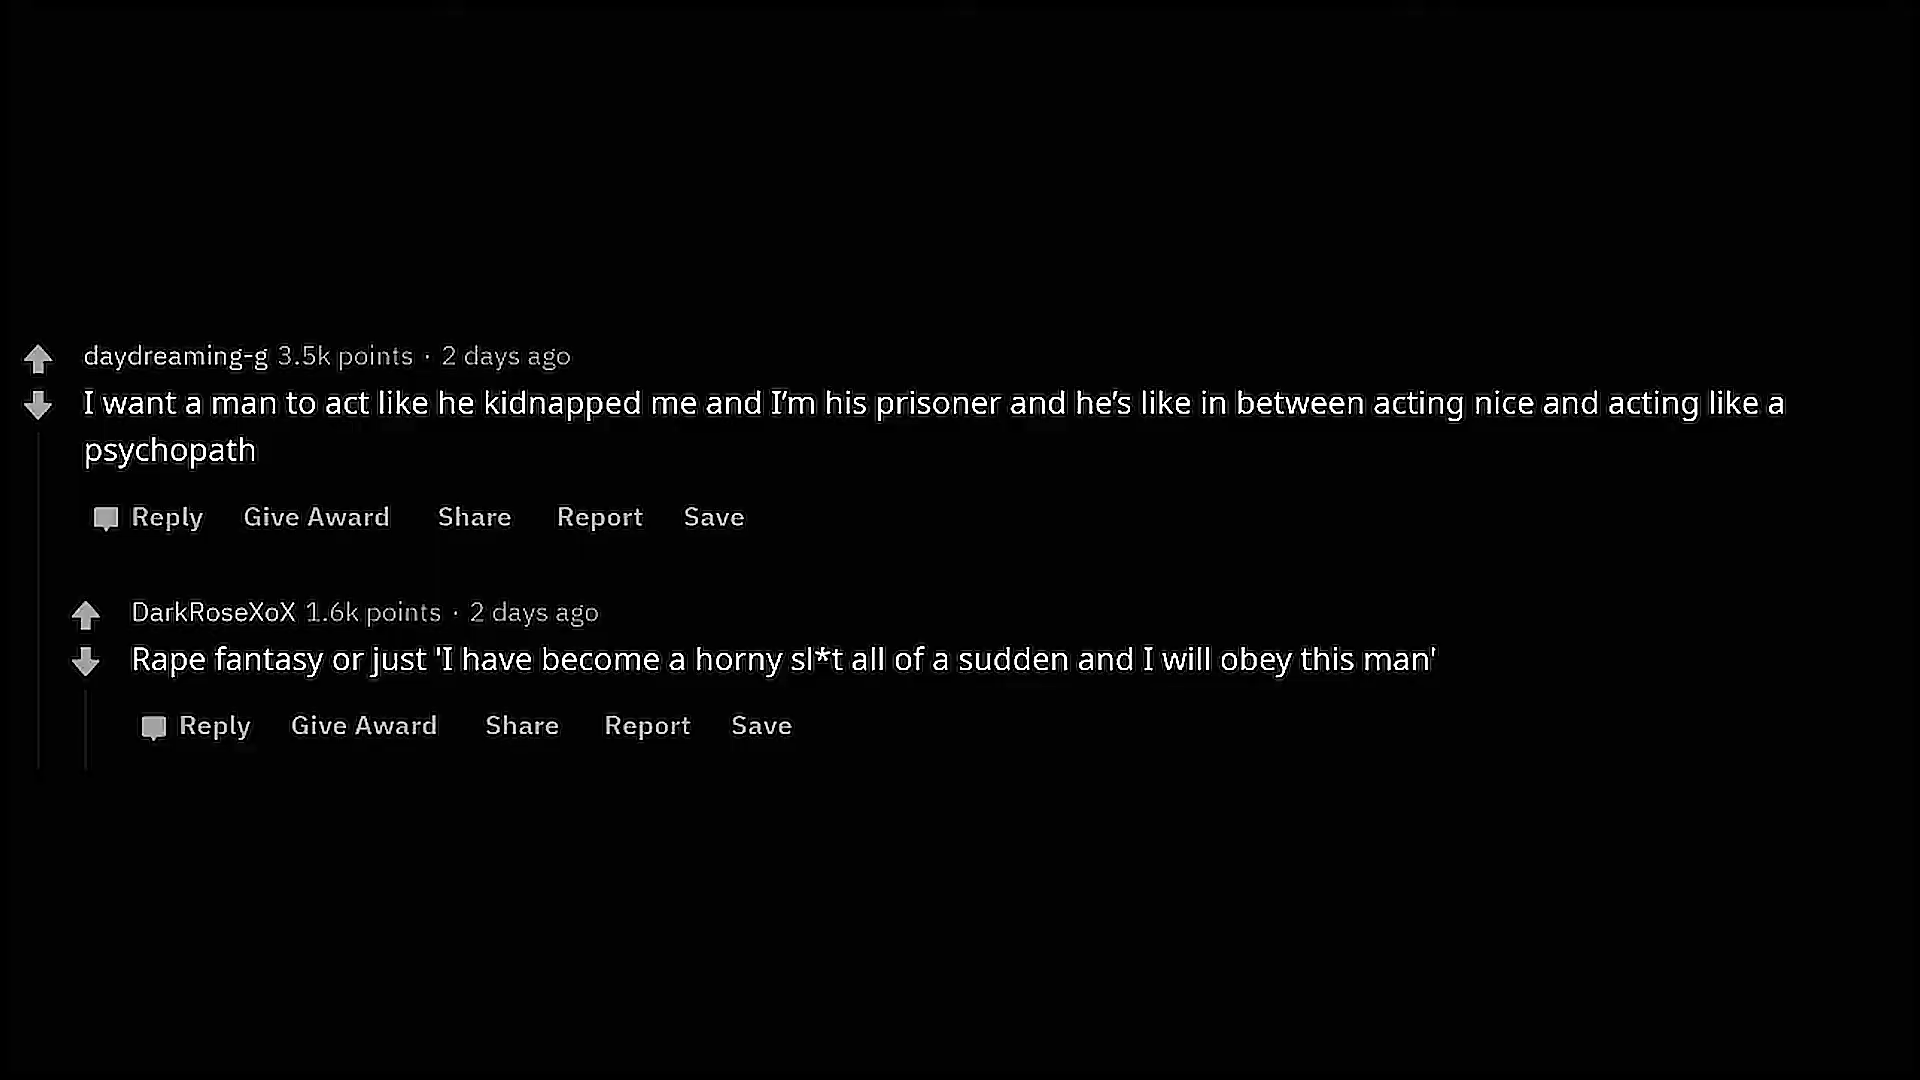 daydreaming-g 3.5k points · 2 days ago
I want a man to act like he kidnapped me and I'm his prisoner and he's like in between acting nice and acting like a
psychopath
Reply Give Award Share Report Save
DarkRoseXoX 1.6k points · 2 days ago
Rape fantasy or just 'I have become a horny sl*t all of a sudden and I will obey this man'
Reply Give Award Share Report Save